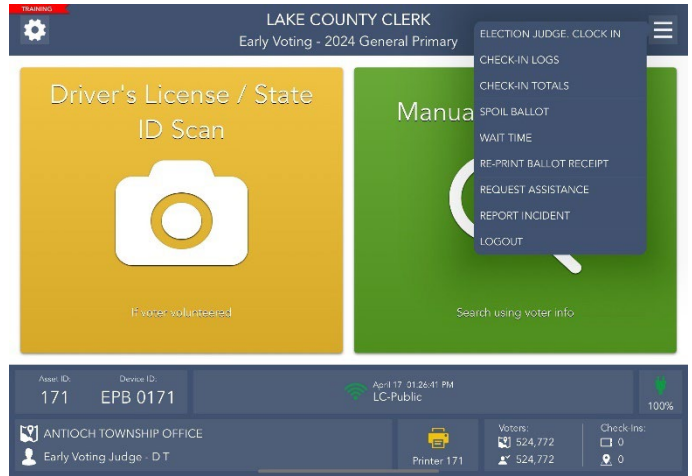 TRAINING
LAKE COUNTY CLERK
Early Voting - 2024 General Primary
ELECTION JUDGE. CLOCK IN
CHECK-IN LOGS
CHECK-IN TOTALS
SPOIL BALLOT
WAIT TIME
RE-PRINT BALLOT RECEIPT
REQUEST ASSISTANCE
REPORT INCIDENT
LOGOUT
Driver's License / State
ID Scan
If voter volunteered
Manua
Search using voter info
Asset ID:
171
Device ID:
EPB 0171
April 17 01:26:41 PM
LC-Public
100%
ANTIOCH TOWNSHIP OFFICE
Early Voting Judge - D T
Printer 171
Voters:
524,772
524,772
Check-Ins:
0
0